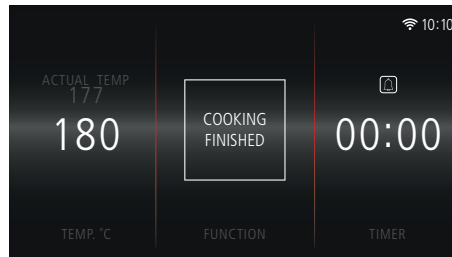 10:10
ACTUAL TEMP
177
180
COOKING
FINISHED
00:00
TEMP. °C
FUNCTION
TIMER